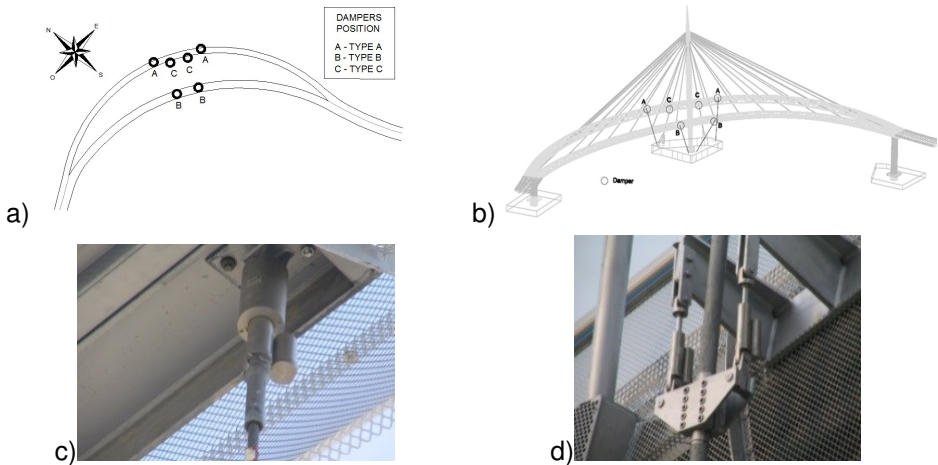 N
E
O
S
DAMPERS
POSITION
A - TYPE A
B - TYPE B
C - TYPE C
A
C
C
A
B
B
a)
A
C
C
A
B
B
Damper
b)
c)
d)